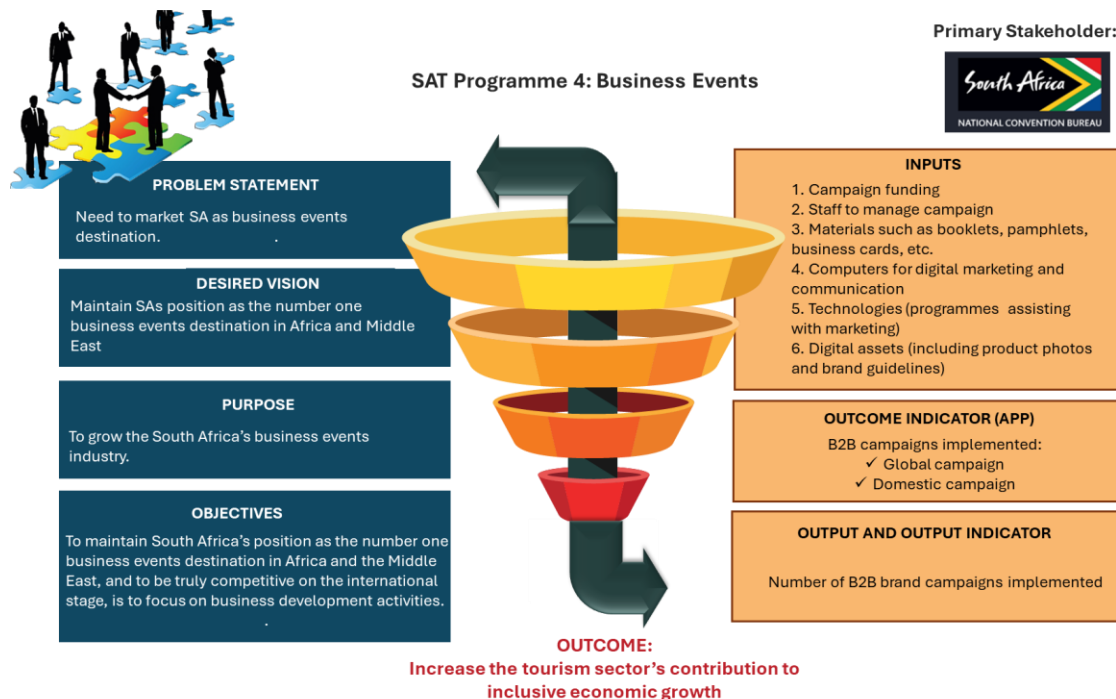 Primary Stakeholder:
South Africa
NATIONAL CONVENTION BUREAU
SAT Programme 4: Business Events
PROBLEM STATEMENT
Need to market SA as business events
destination. .
DESIRED VISION
Maintain SAs position as the number one
business events destination in Africa and Middle
East
PURPOSE
To grow the South Africa’s business events
industry.
OBJECTIVES
To maintain South Africa’s position as the number one
business events destination in Africa and the Middle
East, and to be truly competitive on the international
stage, is to focus on business development activities.
.
INPUTS
1. Campaign funding
2. Staff to manage campaign
3. Materials such as booklets, pamphlets,
business cards, etc.
4. Computers for digital marketing and
communication
5. Technologies (programmes assisting
with marketing)
6. Digital assets (including product photos
and brand guidelines)
OUTCOME INDICATOR (APP)
B2B campaigns implemented:
✓ Global campaign
✓ Domestic campaign
OUTPUT AND OUTPUT INDICATOR
Number of B2B brand campaigns implemented
OUTCOME:
Increase the tourism sector’s contribution to
inclusive economic growth